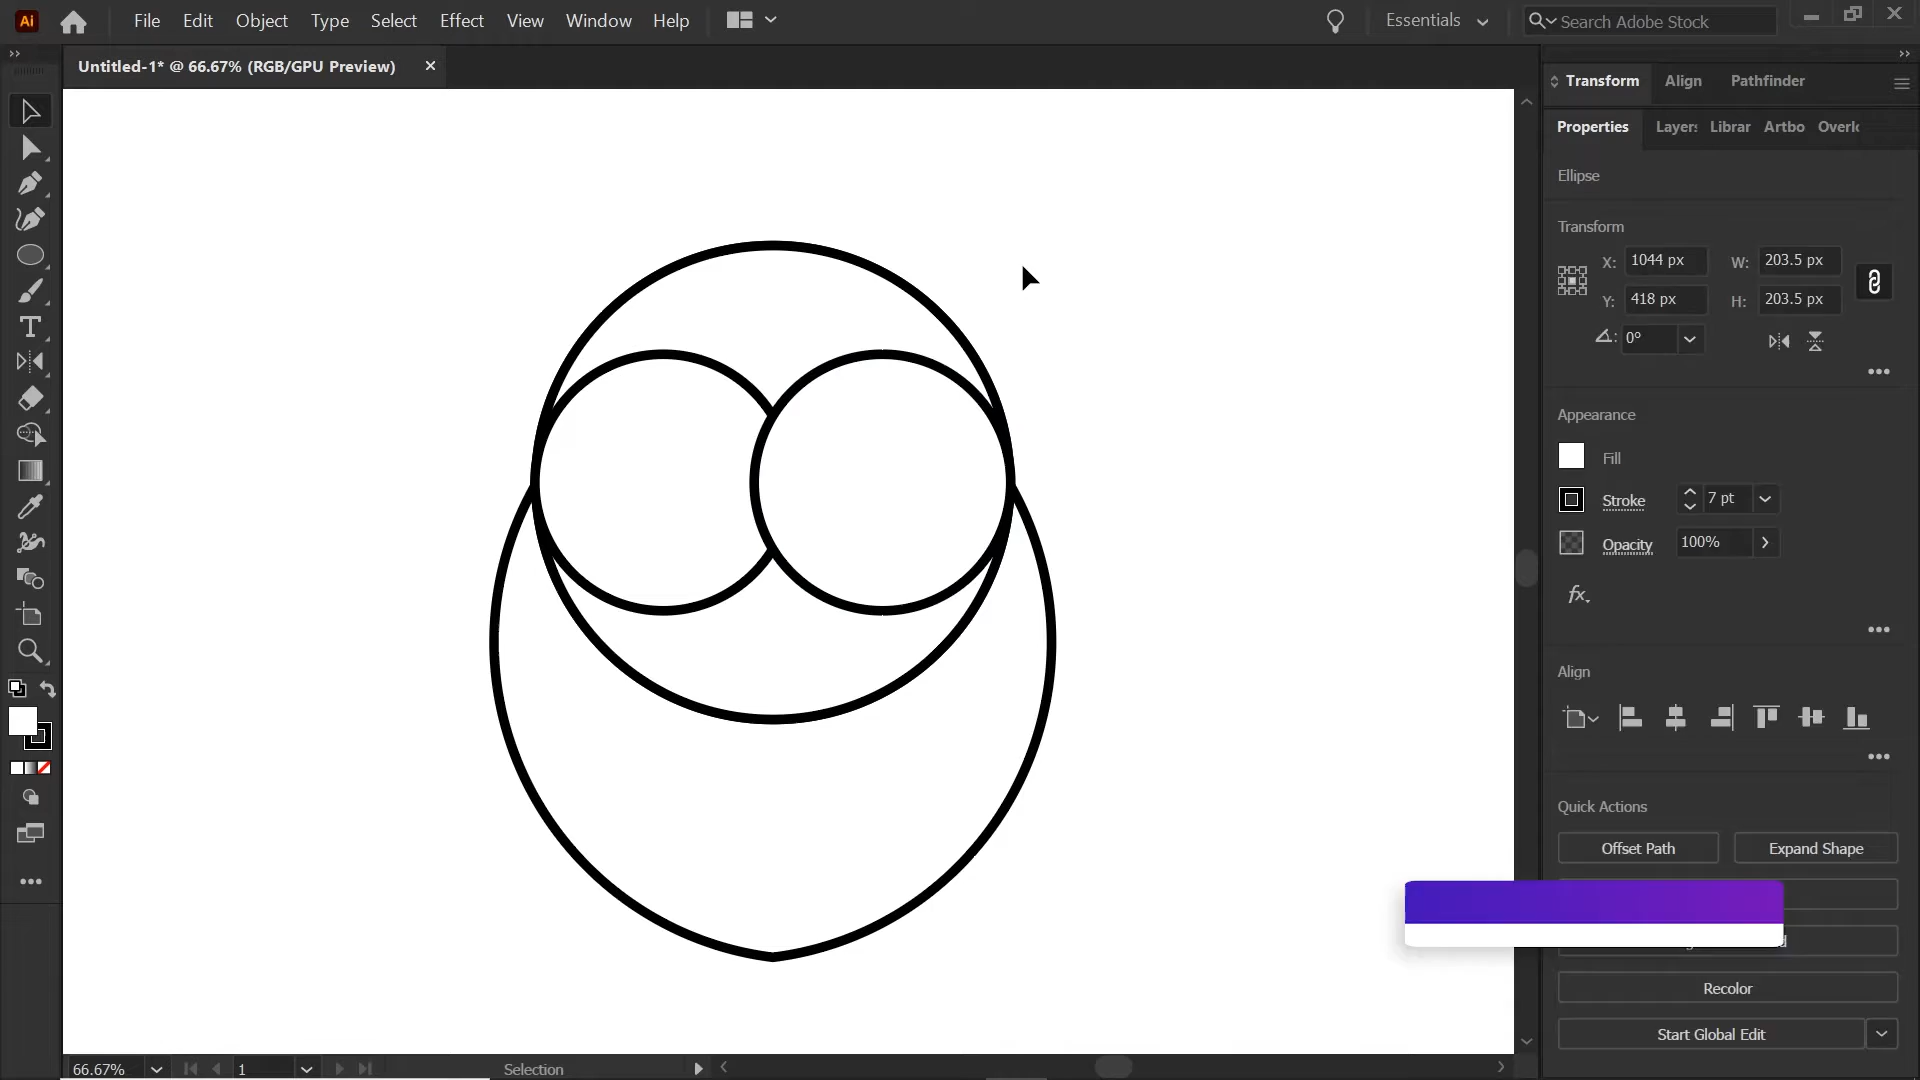 Ai
File Edit Object Type Select Effect View Window Help
Essentials
Search Adobe Stock
Untitled-1* @ 66.67% (RGB/GPU Preview)
Transform Align Pathfinder
Properties Layers Librar Artbo Overl
Ellipse
Transform
X: 1044 px W: 203.5 px
Y: 418 px H: 203.5 px
0°
Appearance
Fill
Stroke 7 pt
Opacity 100%
fx.
Align
Quick Actions
Offset Path Expand Shape
Recolor
Start Global Edit
66.67% 1 Selection